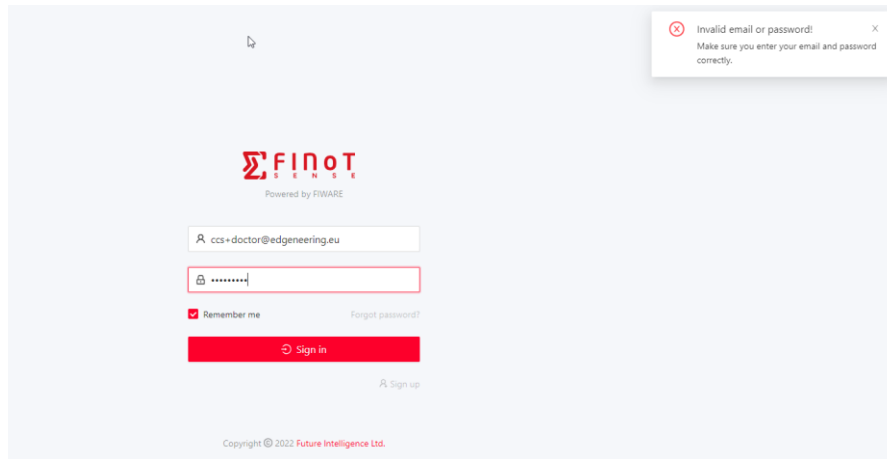 Invalid email or password!
Make sure you enter your email and password
correctly.
FINoT
SENSE
Powered by FIWARE
ccs+doctor@edgeneering.eu
•••••••••
Remember me
Forgot password?
Sign in
Sign up
Copyright © 2022 Future Intelligence Ltd.